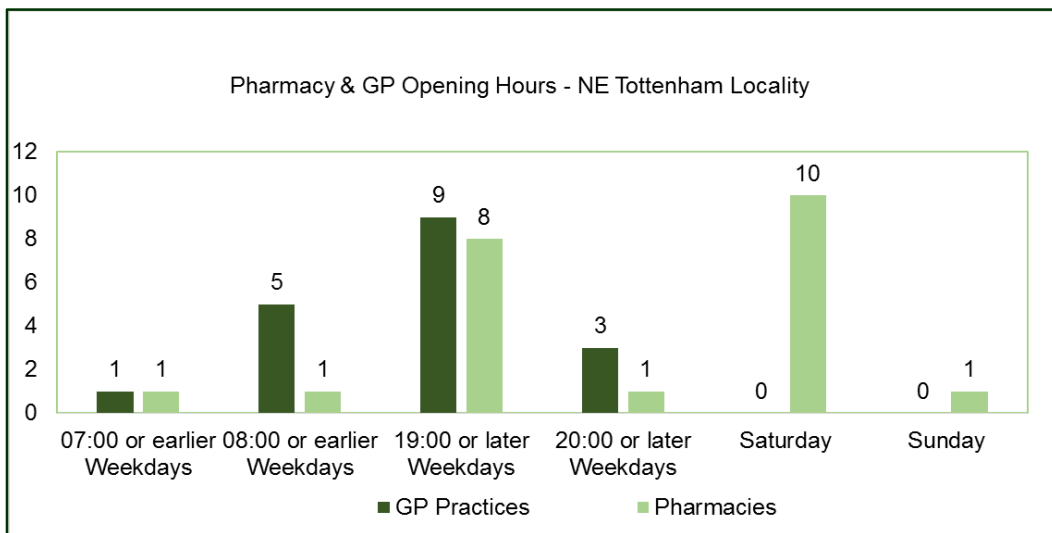 Pharmacy & GP Opening Hours - NE Tottenham Locality
12
10
8
6
4
2
0
1
1
5
1
9
8
3
1
0
10
0
1
07:00 or earlier
Weekdays
08:00 or earlier
Weekdays
19:00 or later
Weekdays
20:00 or later
Weekdays
Saturday
Sunday
GP Practices
Pharmacies